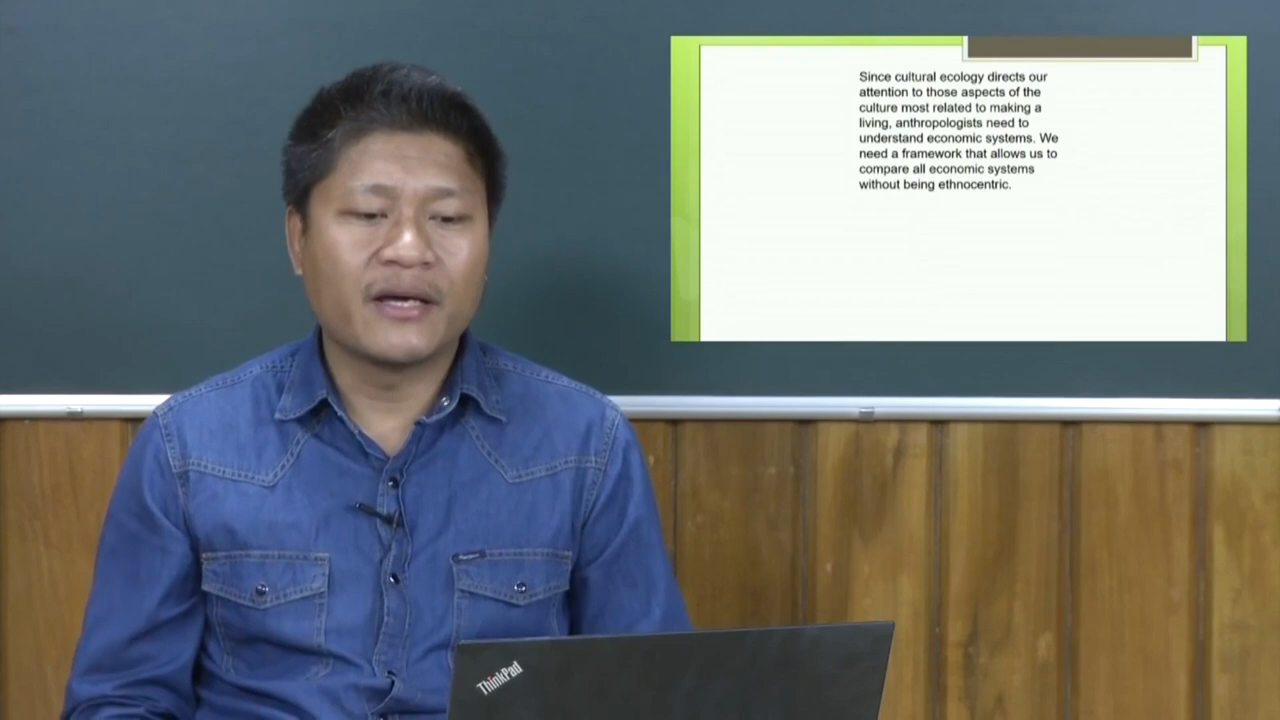 Since cultural ecology directs our
attention to those aspects of the
culture most related to making a
living, anthropologists need to
understand economic systems. We
need a framework that allows us to
compare all economic systems
without being ethnocentric.
ThinkPad